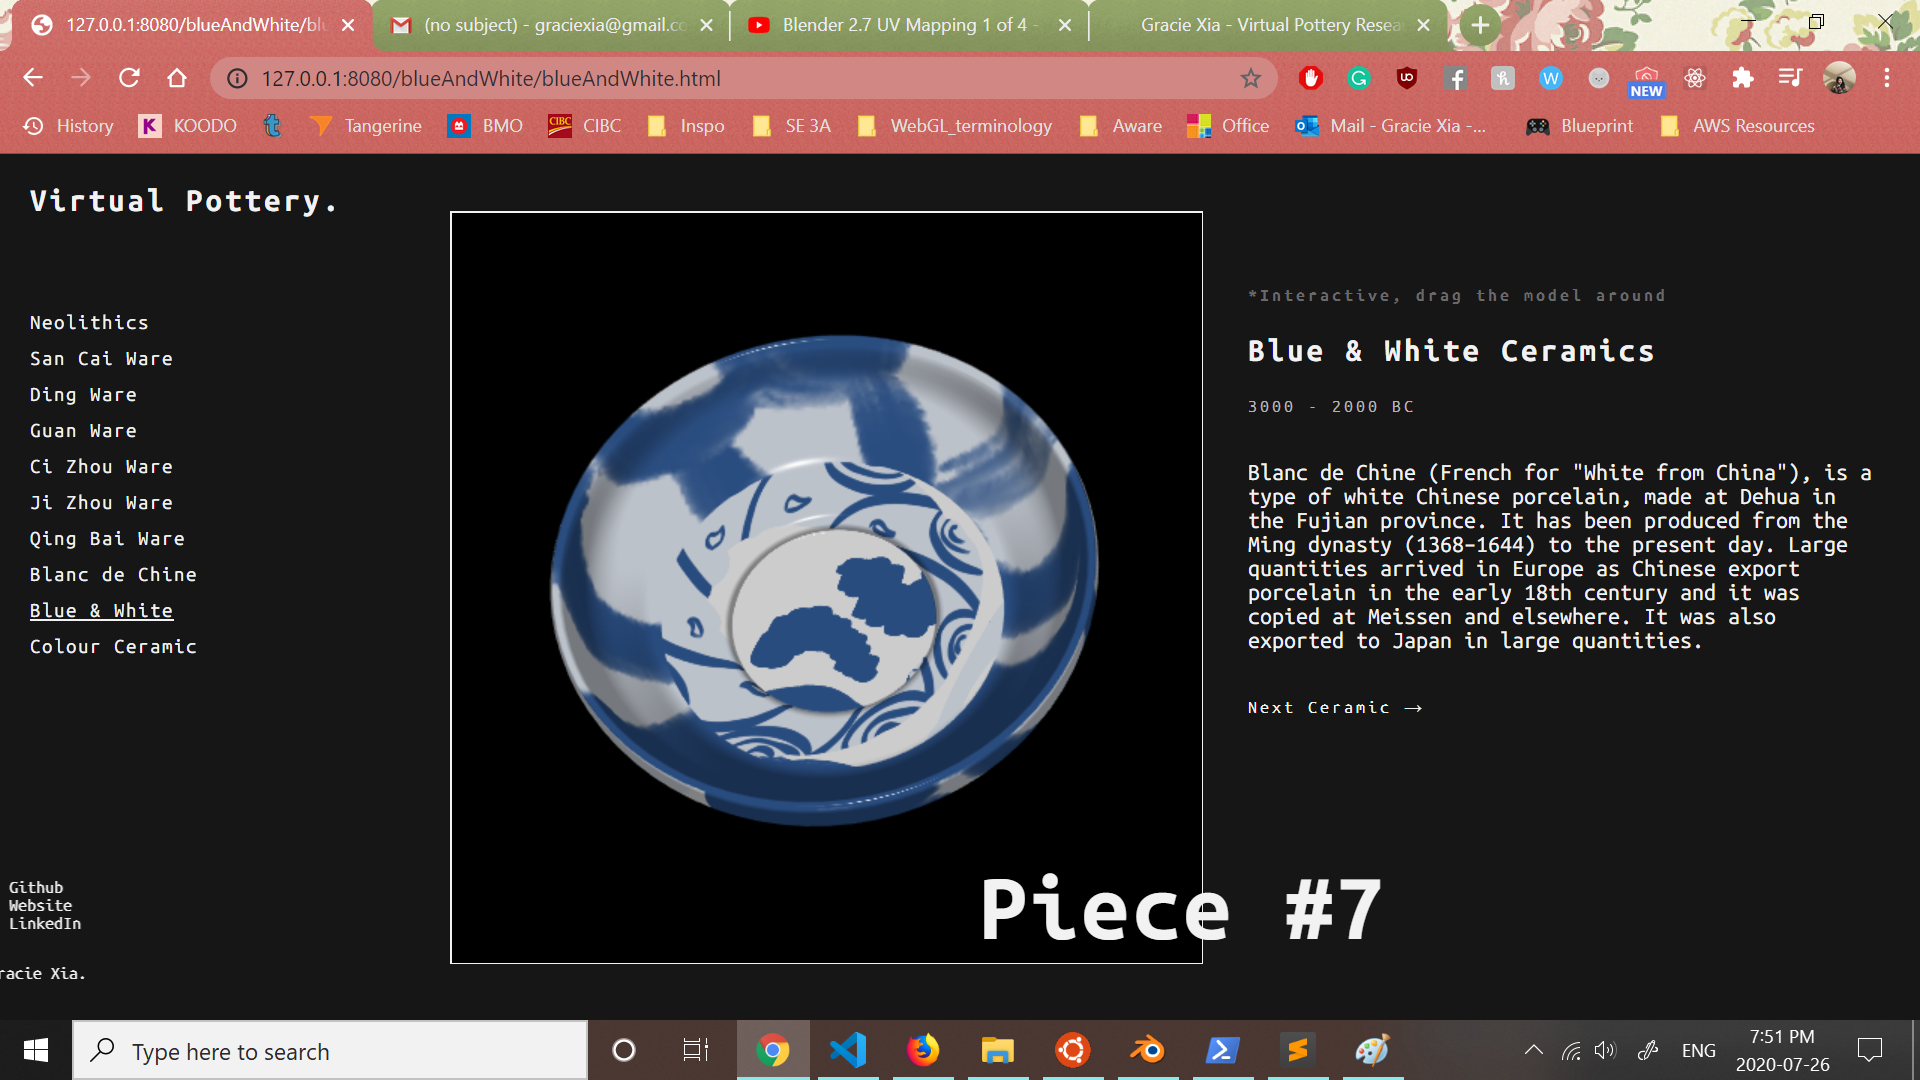 127.0.0.1:8080/blueAndWhite/bl
(no subject) - graciexia@gmail.co
Blender 2.7 UV Mapping 1 of 4 -
Gracie Xia - Virtual Pottery Resea
127.0.0.1:8080/blueAndWhite/blueAndWhite.html
NEW
History
KOODO
Tangerine
BMO
CIBC
CIBC
Inspo
SE 3A
WebGL_terminology
Aware
Office
Mail - Gracie Xia -...
Blueprint
AWS Resources
Virtual Pottery.
Neolithics
San Cai Ware
Ding Ware
Guan Ware
Ci Zhou Ware
Ji Zhou Ware
Qing Bai Ware
Blanc de Chine
Blue & White
Colour Ceramic
Github
Website
LinkedIn
racie Xia.
*Interactive, drag the model around
Blue & White Ceramics
3000 - 2000 BC
Blanc de Chine (French for "White from China"), is a
type of white Chinese porcelain, made at Dehua in
the Fujian province. It has been produced from the
Ming dynasty (1368–1644) to the present day. Large
quantities arrived in Europe as Chinese export
porcelain in the early 18th century and it was
copied at Meissen and elsewhere. It was also
exported to Japan in large quantities.
Next Ceramic →
Piece #7
Type here to search
ENG
7:51 PM
2020-07-26